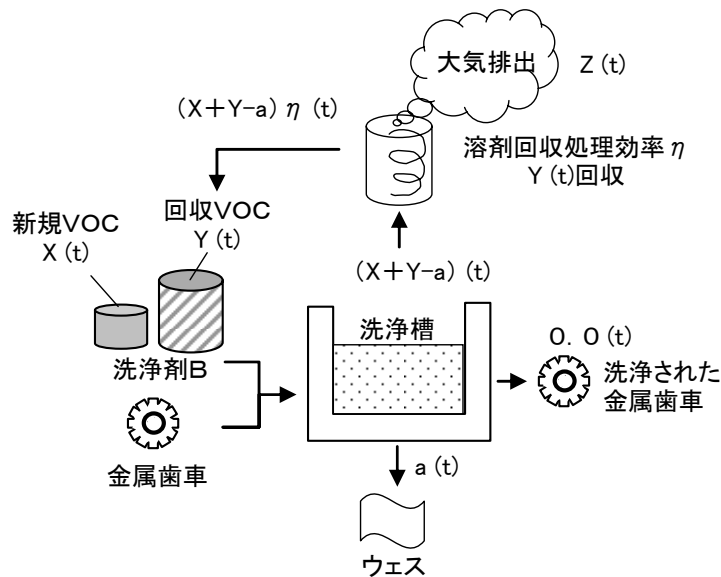 大気排出
Z (t)
(X+Y-a) η (t)
溶剤回収処理効率η
Y (t)回収
回収VOC
Y (t)
新規VOC
X (t)
(X+Y-a) (t)
洗浄槽
0. 0 (t)
洗浄された
金属歯車
洗浄剤B
a (t)
金属歯車
ウェス